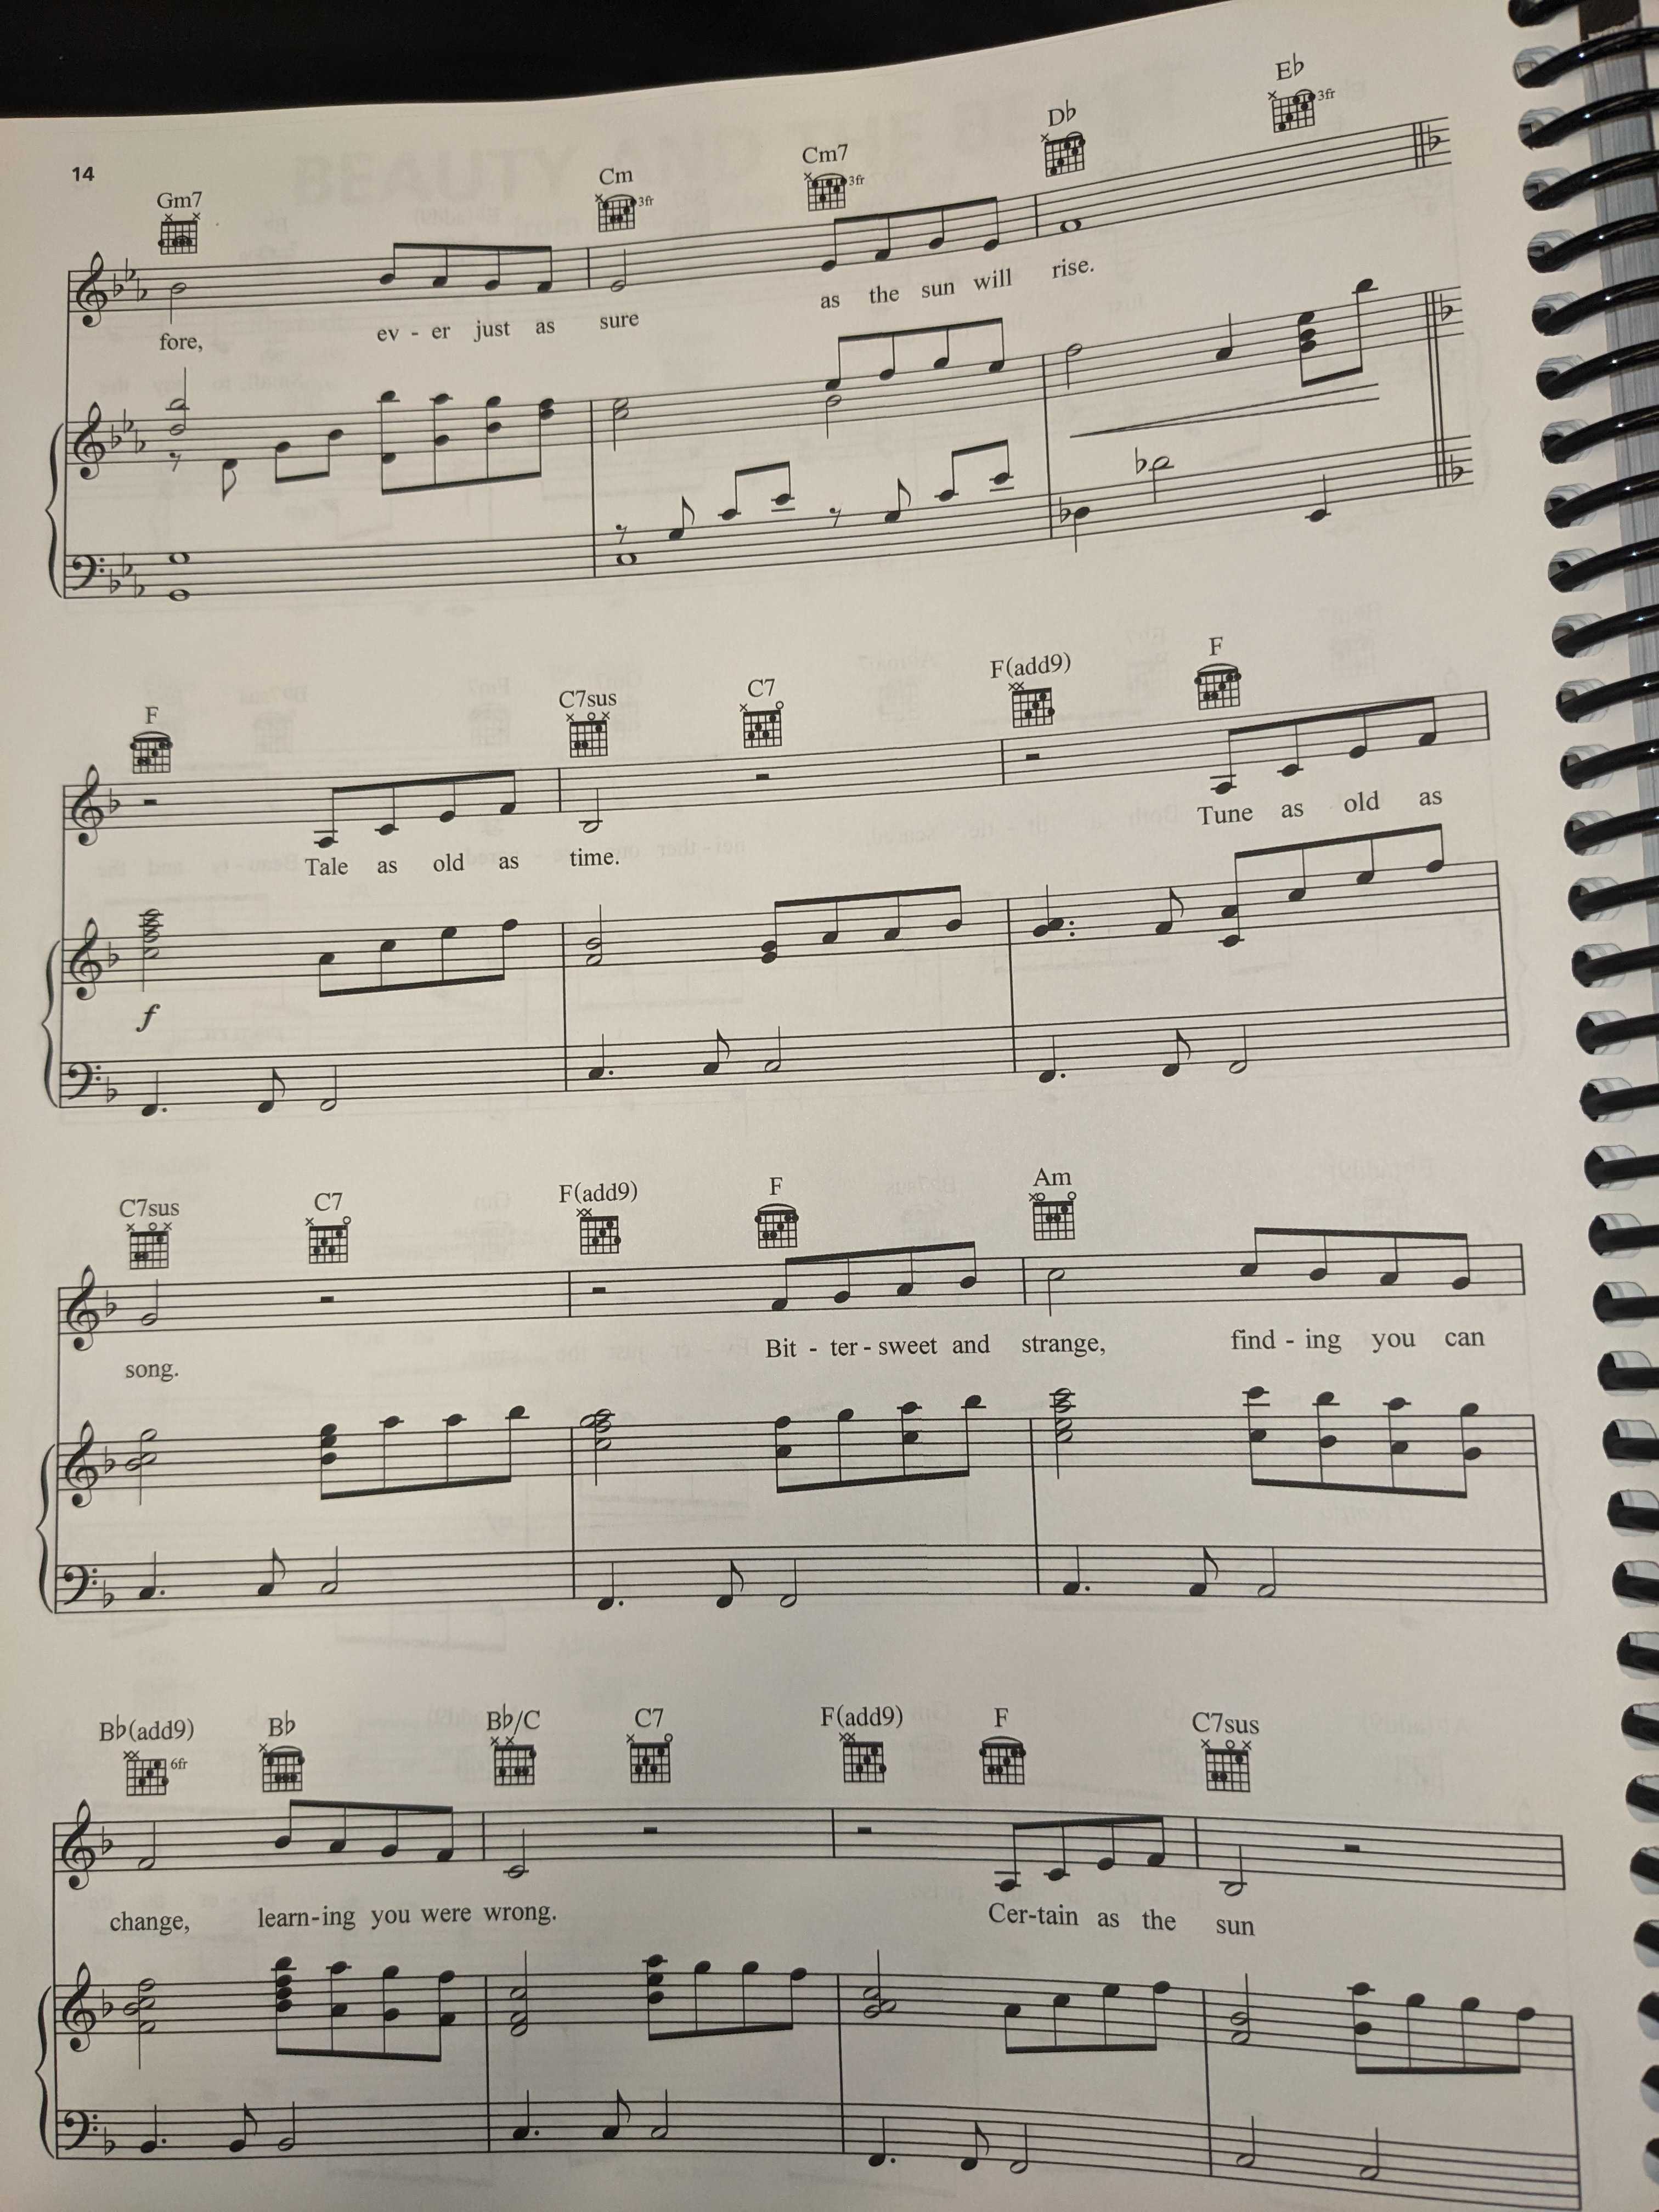 14
Gm7 Cm Cm7 D♭ E♭
3fr 3fr 3fr
fore, ev - er just as sure as the sun will rise.
F C7sus C7 F(add9) F
Tale as old as time. Tune as old as
f
C7sus C7 F(add9) F Am
song. Bit - ter - sweet and strange, find - ing you can
B♭(add9) B♭ B♭/C C7 F(add9) F C7sus
6fr
change, learn-ing you were wrong. Cer-tain as the sun